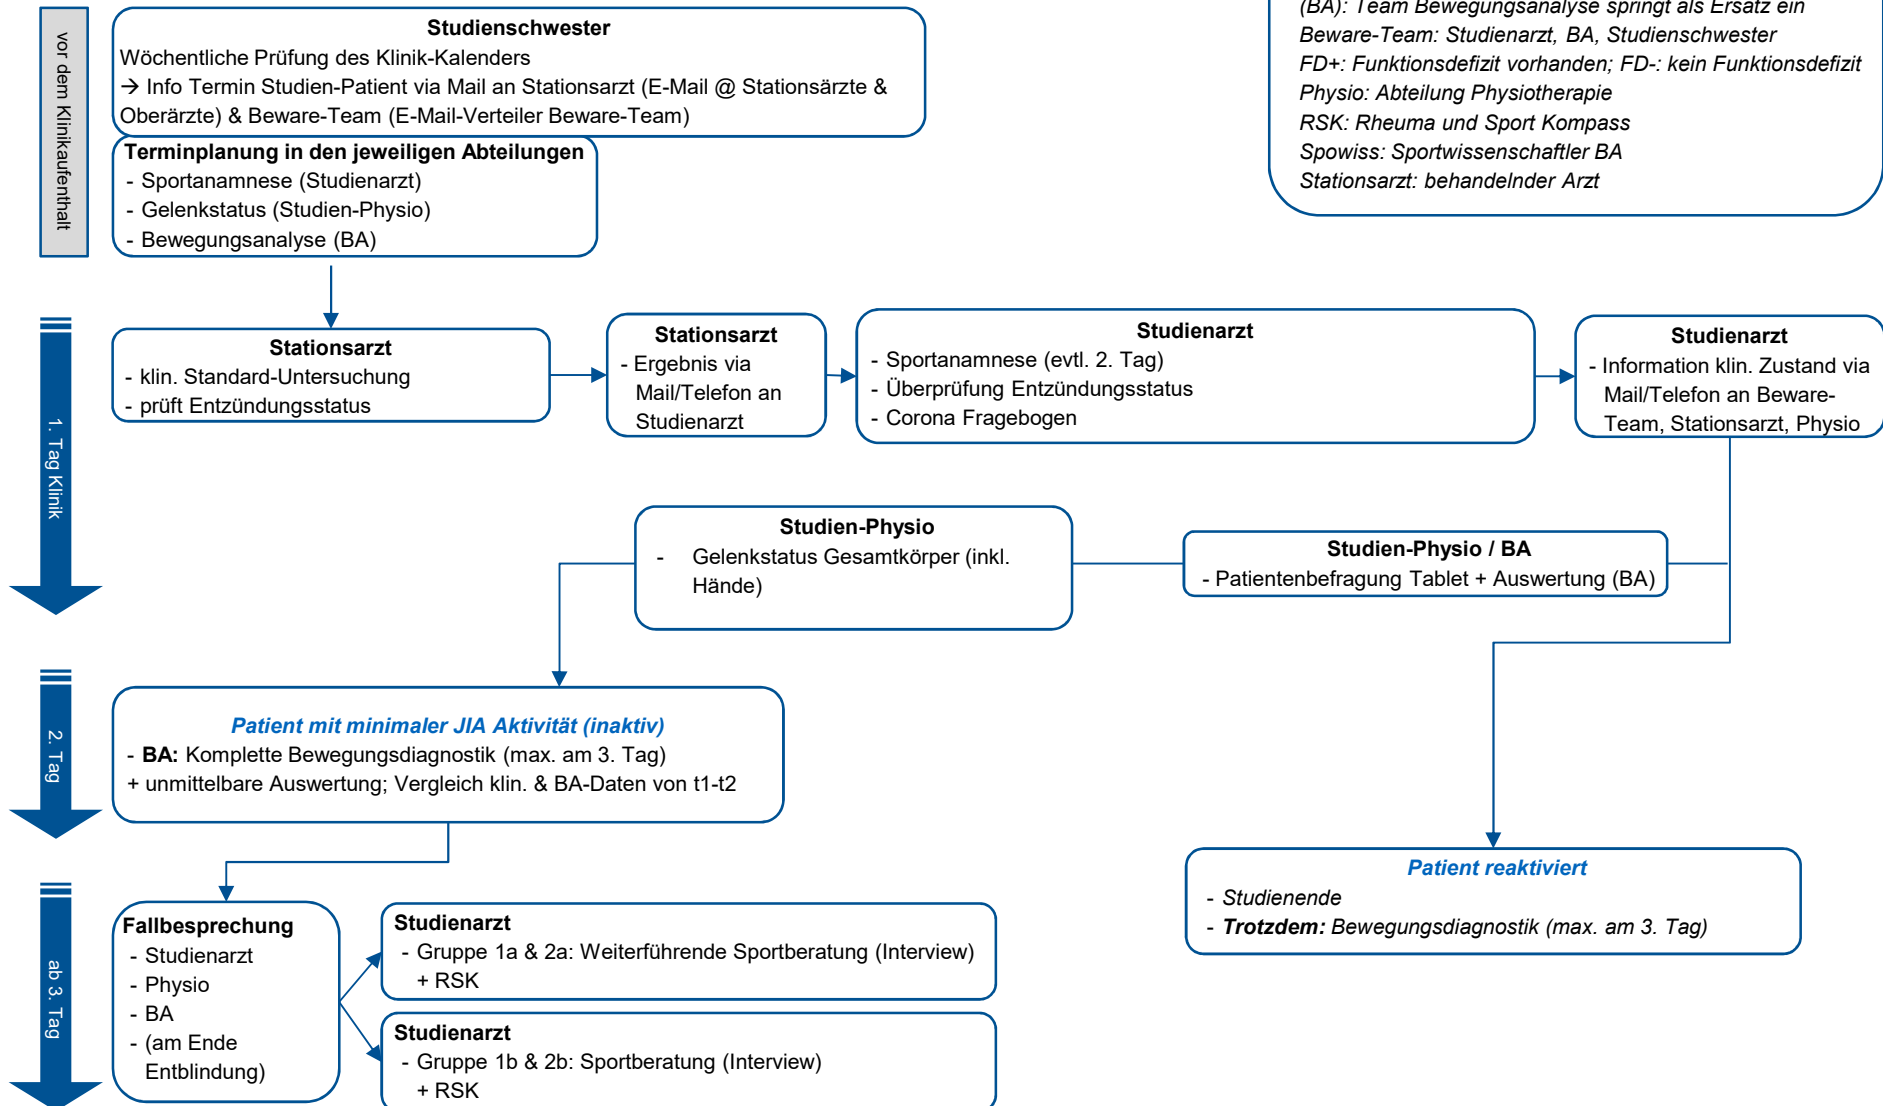 (BA): Team Bewegungsanalyse springt als Ersatz ein
Beware-Team: Studienarzt, BA, Studienschwester
FD+: Funktionsdefizit vorhanden; FD-: kein Funktionsdefizit
Physio: Abteilung Physiotherapie
RSK: Rheuma und Sport Kompass
Spowiss: Sportwissenschaftler BA
Stationsarzt: behandelnder Arzt
vor dem Klinikaufenthalt
Studienschwester
Wöchentliche Prüfung des Klinik-Kalenders
→ Info Termin Studien-Patient via Mail an Stationsarzt (E-Mail @ Stationsärzte &
Oberärzte) & Beware-Team (E-Mail-Verteiler Beware-Team)
Terminplanung in den jeweiligen Abteilungen
- Sportanamnese (Studienarzt)
- Gelenkstatus (Studien-Physio)
- Bewegungsanalyse (BA)
1. Tag Klinik
Stationsarzt
- klin. Standard-Untersuchung
- prüft Entzündungsstatus
Stationsarzt
- Ergebnis via
Mail/Telefon an
Studienarzt
Studienarzt
- Sportanamnese (evtl. 2. Tag)
- Überprüfung Entzündungsstatus
- Corona Fragebogen
Studienarzt
- Information klin. Zustand via
Mail/Telefon an Beware-
Team, Stationsarzt, Physio
Studien-Physio / BA
- Patientenbefragung Tablet + Auswertung (BA)
Studien-Physio
- Gelenkstatus Gesamtkörper (inkl.
Hände)
2. Tag
Patient mit minimaler JIA Aktivität (inaktiv)
- BA: Komplette Bewegungsdiagnostik (max. am 3. Tag)
+ unmittelbare Auswertung; Vergleich klin. & BA-Daten von t1-t2
Patient reaktiviert
- Studienende
- Trotzdem: Bewegungsdiagnostik (max. am 3. Tag)
ab 3. Tag
Fallbesprechung
- Studienarzt
- Physio
- BA
- (am Ende
Entblindung)
Studienarzt
- Gruppe 1a & 2a: Weiterführende Sportberatung (Interview)
+ RSK
Studienarzt
- Gruppe 1b & 2b: Sportberatung (Interview)
+ RSK